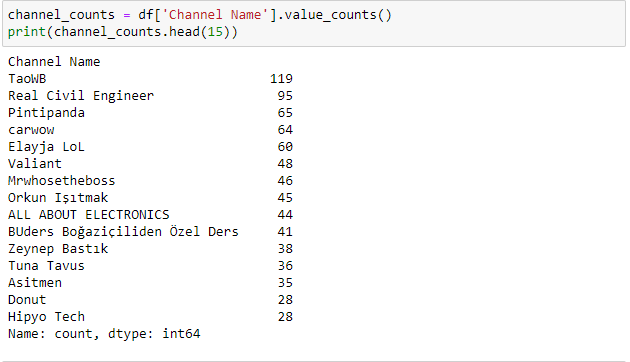 channel_counts = df['Channel Name'].value_counts()
print(channel_counts.head(15))
Channel Name
TaoWB 119
Real Civil Engineer 95
Pintipanda 65
carwow 64
Elayja LoL 60
Valiant 48
Mrwhosetheboss 46
Orkun Işıtmak 45
ALL ABOUT ELECTRONICS 44
BUders Boğaziçiliden Özel Ders 41
Zeynep Bastık 38
Tuna Tavus 36
Asitmen 35
Donut 28
Hipyo Tech 28
Name: count, dtype: int64